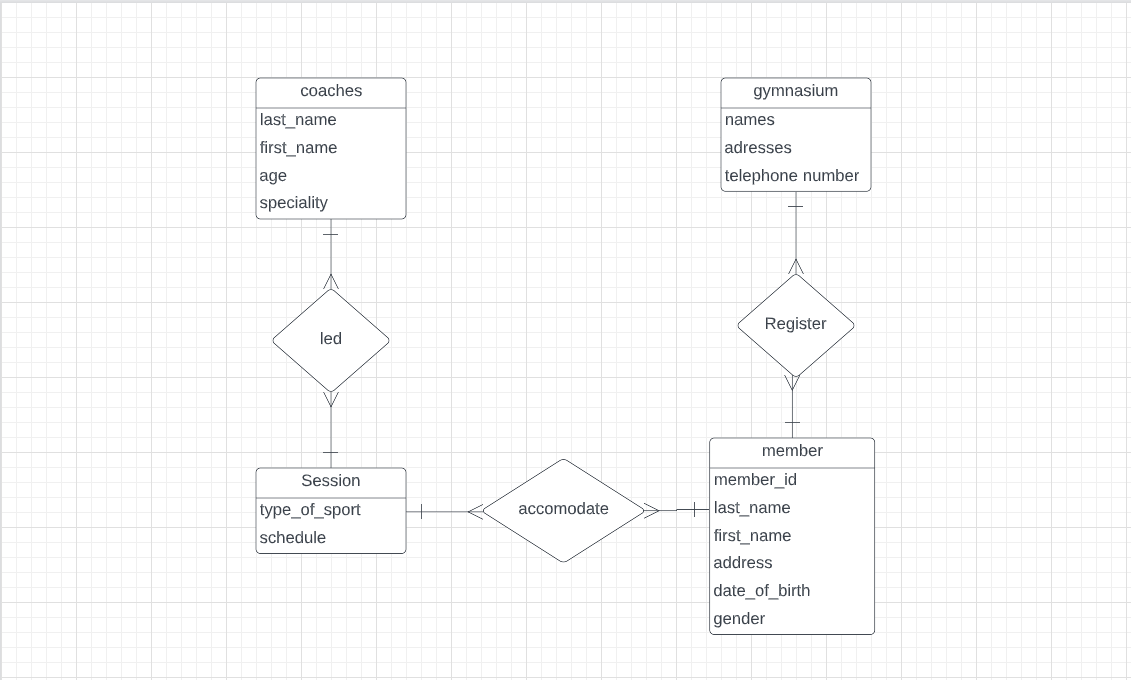 coaches
last_name
first_name
age
speciality
gymnasium
names
adresses
telephone number
led
Register
Session
type_of_sport
schedule
accomodate
member
member_id
last_name
first_name
address
date_of_birth
gender